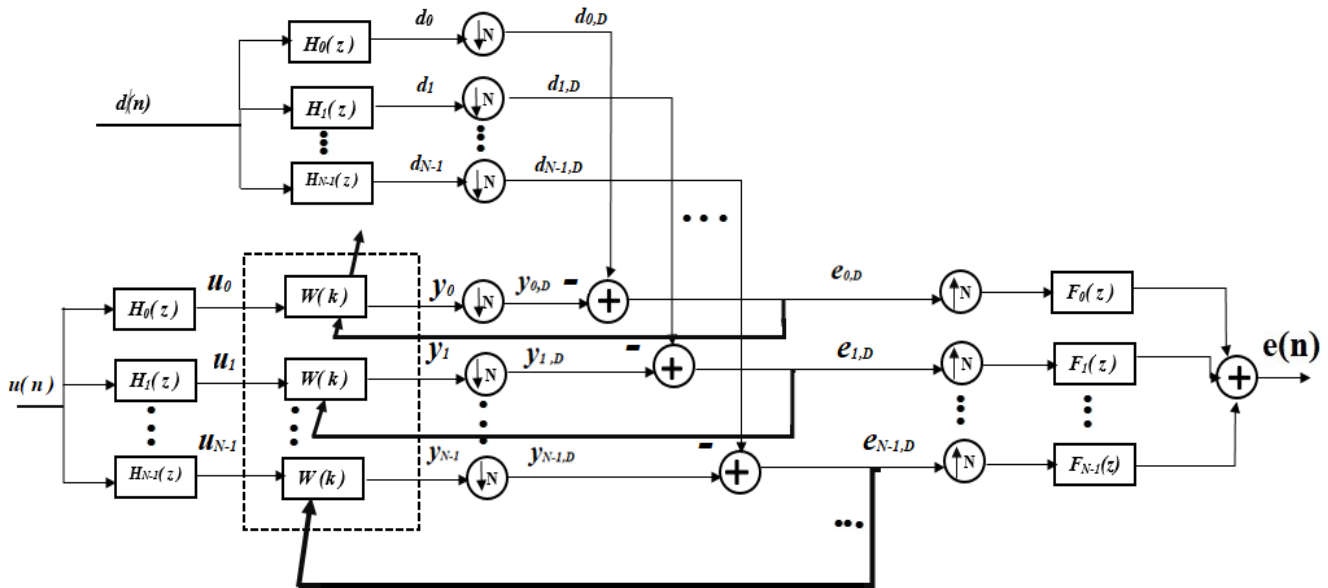 d₀
d₀,D
H₀(z)
↓N
d(n)
d₁
d₁,D
H₁(z)
↓N
dN-1
dN-1,D
HN-1(z)
↓N
u(n)
H₀(z)
u₀
W(k)
y₀
↓N
y₀,D
-
+
e₀,D
↑N
F₀(z)
H₁(z)
u₁
W(k)
y₁
↓N
y₁,D
-
+
e₁,D
↑N
F₁(z)
+
e(n)
HN-1(z)
uN-1
W(k)
yN-1
↓N
yN-1,D
-
+
eN-1,D
↑N
FN-1(z)